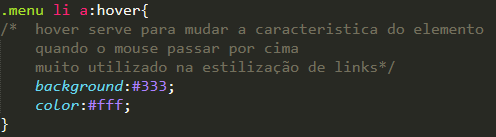 .menu li a:hover{
/*  hover serve para mudar a caracteristica do elemento
quando o mouse passar por cima
muito utilizado na estilização de links*/
background:#333;
color:#fff;
}